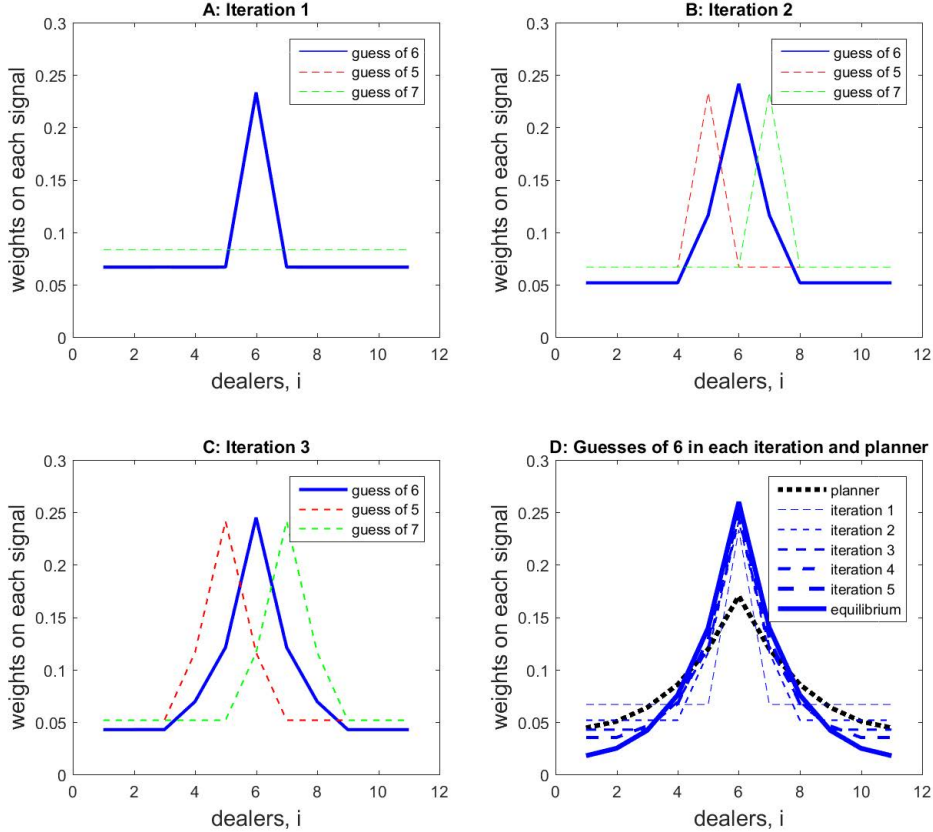 A: Iteration 1
0.3
0.25
0.2
0.15
0.1
0.05
0
weights on each signal
guess of 6
guess of 5
guess of 7
0 2 4 6 8 10 12
dealers, i
B: Iteration 2
0.3
0.25
0.2
0.15
0.1
0.05
0
weights on each signal
guess of 6
guess of 5
guess of 7
0 2 4 6 8 10 12
dealers, i
C: Iteration 3
0.3
0.25
0.2
0.15
0.1
0.05
0
weights on each signal
guess of 6
guess of 5
guess of 7
0 2 4 6 8 10 12
dealers, i
D: Guesses of 6 in each iteration and planner
0.3
0.25
0.2
0.15
0.1
0.05
0
weights on each signal
planner
iteration 1
iteration 2
iteration 3
iteration 4
iteration 5
equilibrium
0 2 4 6 8 10 12
dealers, i